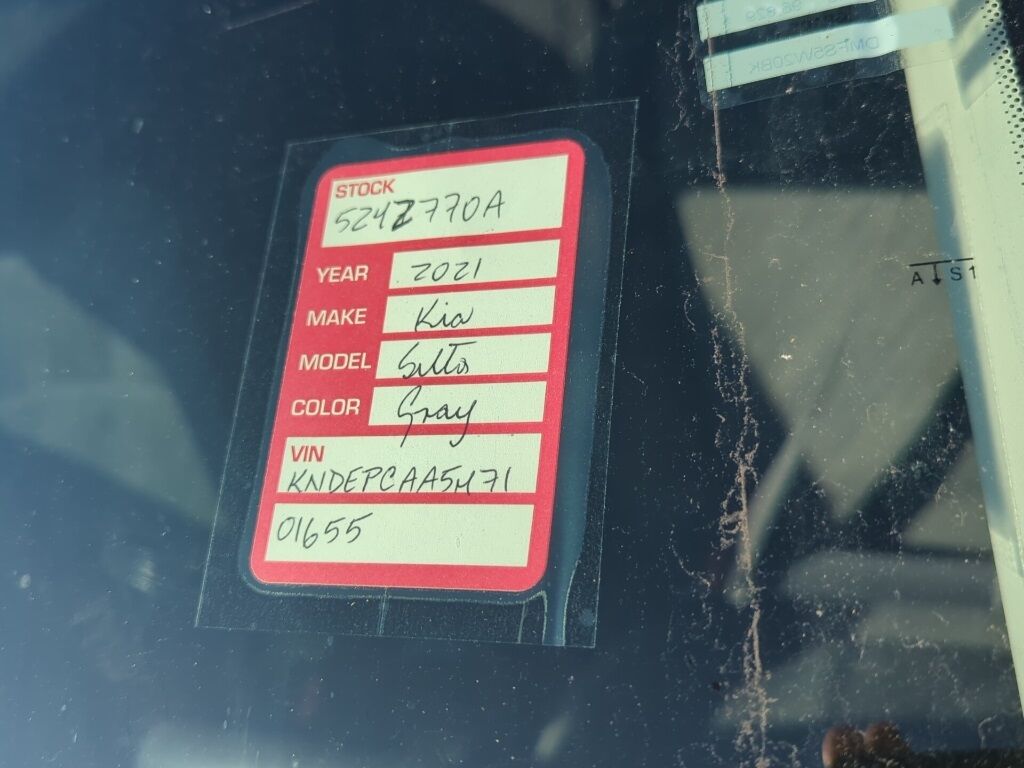 STOCK
524Z770A
YEAR 2021
MAKE Kia
MODEL Seltos
COLOR Gray
VIN
KNDEPCAA5M71
01655
A S1